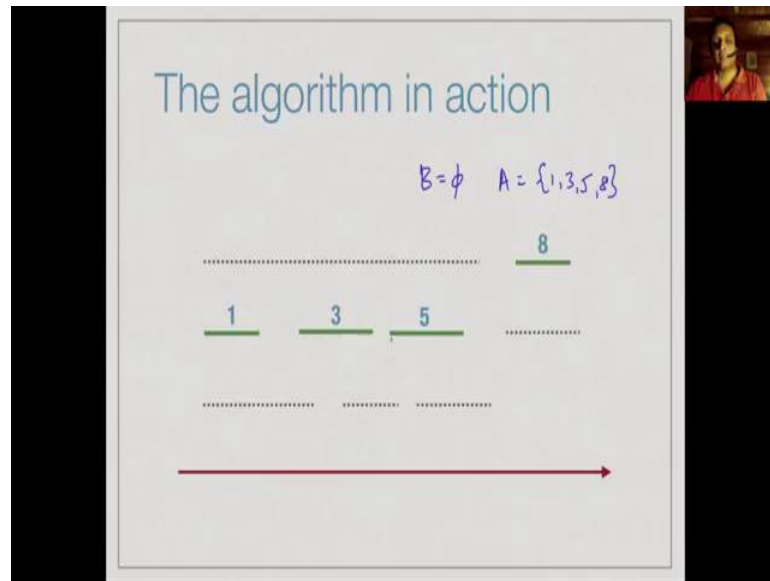 The algorithm in action
B = ϕ A = {1,3,5,8}
8
1 3 5